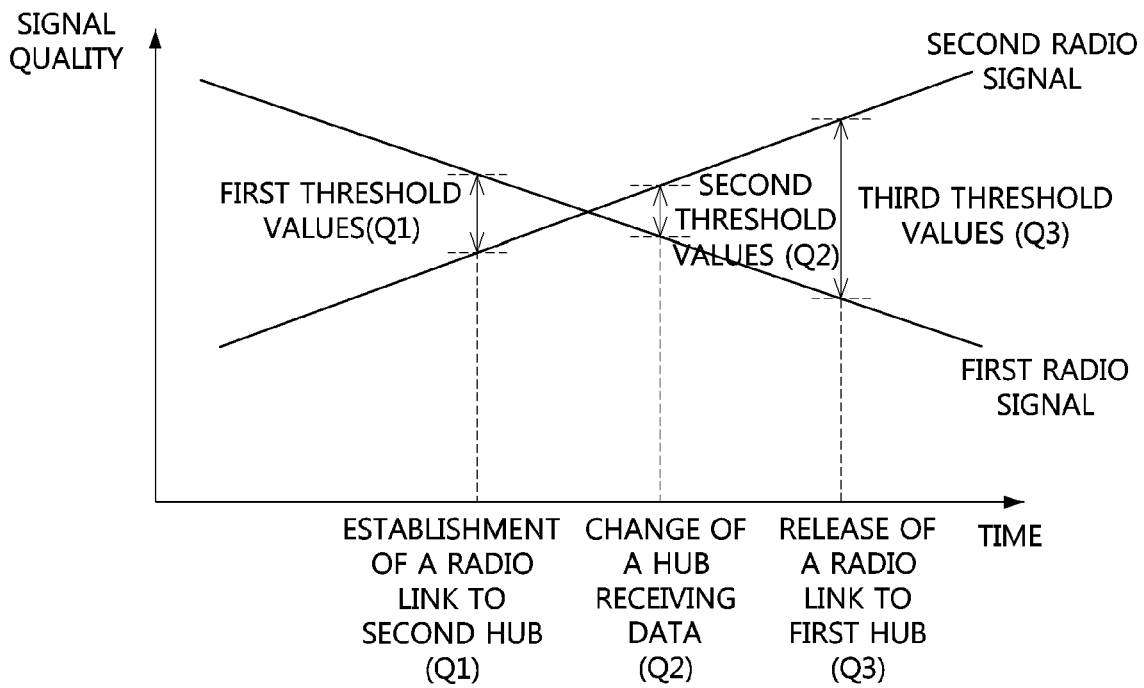 SIGNAL
QUALITY
SECOND RADIO
SIGNAL
FIRST THRESHOLD
VALUES(Q1)
SECOND
THRESHOLD
VALUES (Q2)
THIRD THRESHOLD
VALUES (Q3)
FIRST RADIO
SIGNAL
ESTABLISHMENT
OF A RADIO
LINK TO
SECOND HUB
(Q1)
CHANGE OF
A HUB
RECEIVING
DATA
(Q2)
RELEASE OF
A RADIO
LINK TO
FIRST HUB
(Q3)
TIME